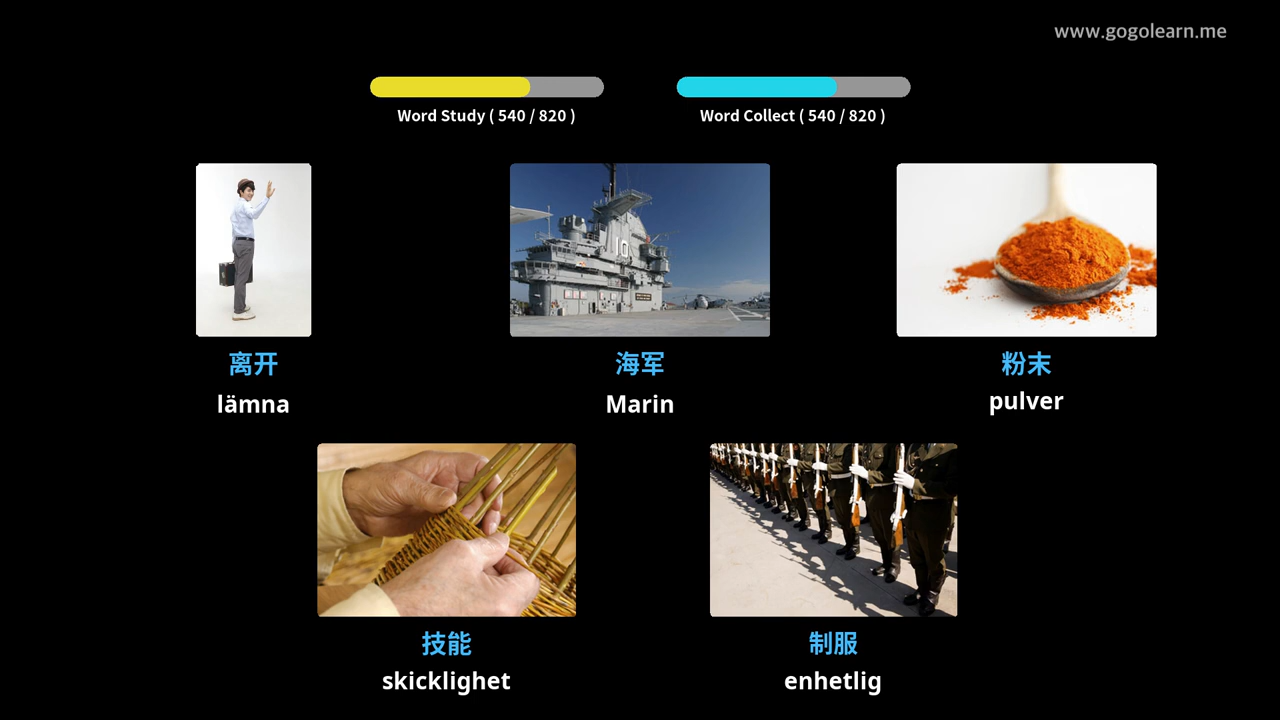 www.gogolearn.me
Word Study ( 540 / 820 )
Word Collect ( 540 / 820 )
10
离开
lämna
海军
Marin
粉末
pulver
技能
skicklighet
制服
enhetlig